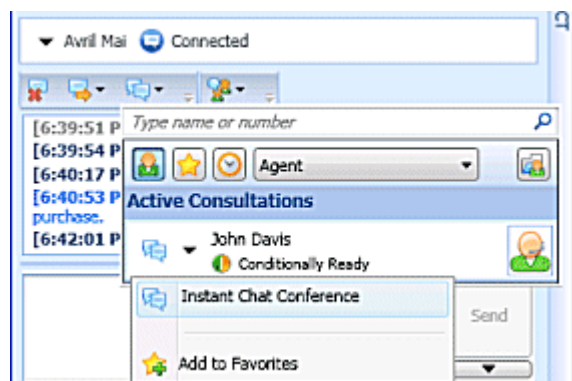 Avril Mai Connected
Type name or number
[6:39:51 P
[6:39:54 P
Agent
[6:40:17 P
[6:40:53 P
Active Consultations
purchase.
[6:42:01 P
John Davis
Conditionally Ready
Instant Chat Conference
Send
Add to Favorites